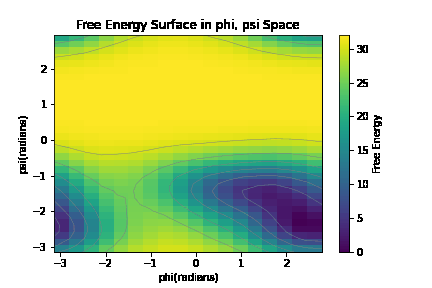 Free Energy Surface in phi, psi Space
psi(radians)
2
1
0
−1
−2
−3
−3 −2 −1 0 1 2
phi(radians)
30
25
20
15
10
5
0
Free Energy